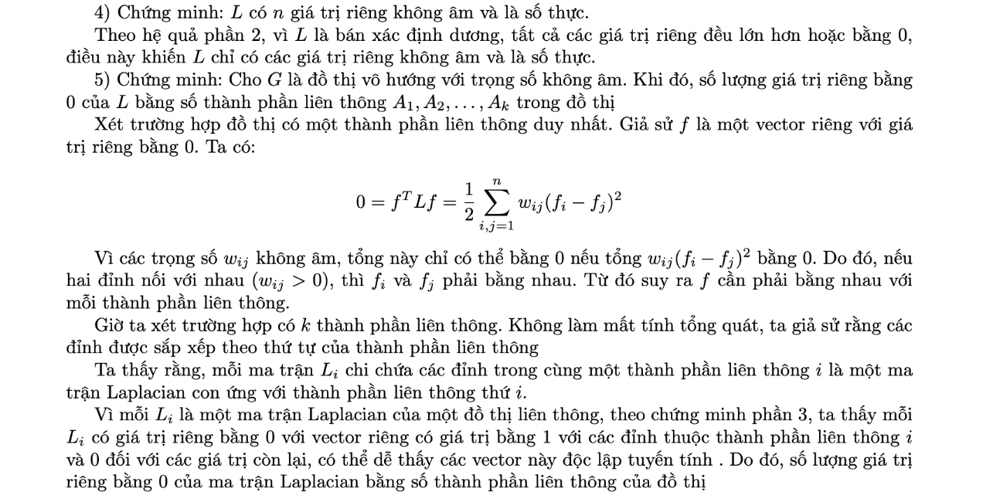 4) Chứng minh: L có n giá trị riêng không âm và là số thực.
Theo hệ quả phần 2, vì L là bán xác định dương, tất cả các giá trị riêng đều lớn hơn hoặc bằng 0,
điều này khiến L chỉ có các giá trị riêng không âm và là số thực.
5) Chứng minh: Cho G là đồ thị vô hướng với trọng số không âm. Khi đó, số lượng giá trị riêng bằng
0 của L bằng số thành phần liên thông A₁, A₂, . . . , Aₖ trong đồ thị
Xét trường hợp đồ thị có một thành phần liên thông duy nhất. Giả sử f là một vector riêng với giá
trị riêng bằng 0. Ta có:
0 = f^T Lf = \frac{1}{2} \sum_{i,j=1}^{n} w_{ij}(f_i − f_j)^2
Vì các trọng số w_{ij} không âm, tổng này chỉ có thể bằng 0 nếu tổng w_{ij}(f_i − f_j)^2 bằng 0. Do đó, nếu
hai đỉnh nối với nhau (w_{ij} > 0), thì f_i và f_j phải bằng nhau. Từ đó suy ra f cần phải bằng nhau với
mỗi thành phần liên thông.
Giờ ta xét trường hợp có k thành phần liên thông. Không làm mất tính tổng quát, ta giả sử rằng các
đỉnh được sắp xếp theo thứ tự của thành phần liên thông
Ta thấy rằng, mỗi ma trận L_i chi chứa các đỉnh trong cùng một thành phần liên thông i là một ma
trận Laplacian con ứng với thành phần liên thông thứ i.
Vì mỗi L_i là một ma trận Laplacian của một đồ thị liên thông, theo chứng minh phần 3, ta thấy mỗi
L_i có giá trị riêng bằng 0 với vector riêng có giá trị bằng 1 với các đỉnh thuộc thành phần liên thông i
và 0 đối với các giá trị còn lại, có thể dễ thấy các vector này độc lập tuyến tính . Do đó, số lượng giá trị
riêng bằng 0 của ma trận Laplacian bằng số thành phần liên thông của đồ thị